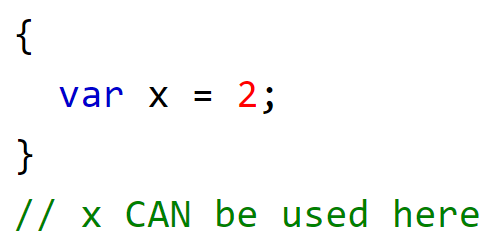 {
  var x = 2;
}
// x CAN be used here